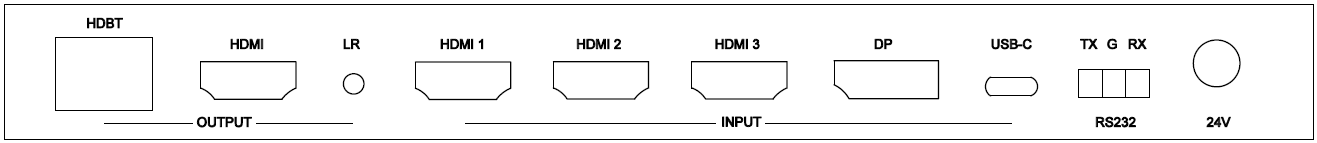 HDBT
HDMI LR HDMI 1 HDMI 2 HDMI 3 DP USB-C TX G RX
OUTPUT INPUT RS232 24V